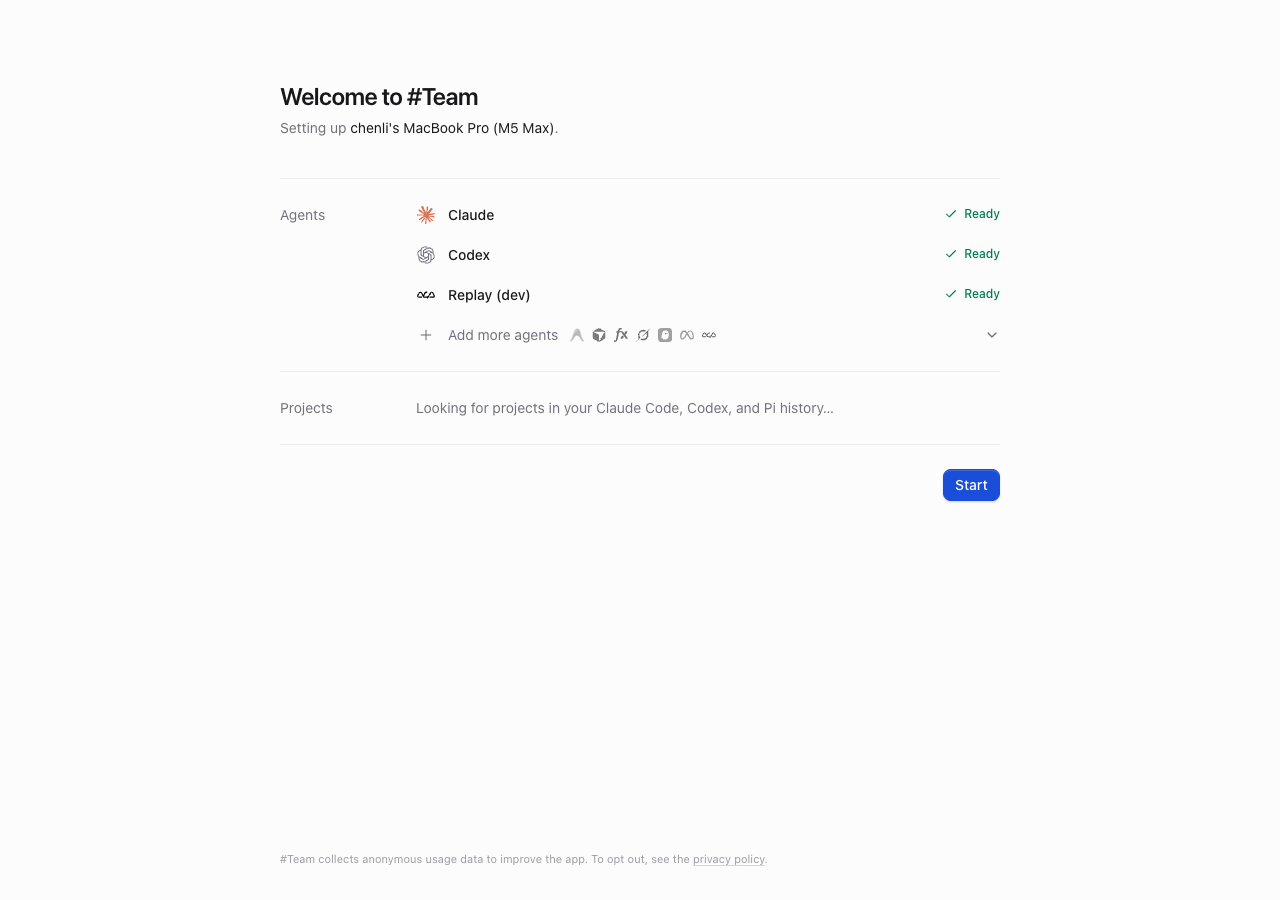 Welcome to #Team
Setting up chenli's MacBook Pro (M5 Max).
Agents
Claude
Ready
Codex
Ready
Replay (dev)
Ready
Add more agents
Projects
Looking for projects in your Claude Code, Codex, and Pi history…
Start
#Team collects anonymous usage data to improve the app. To opt out, see the privacy policy.